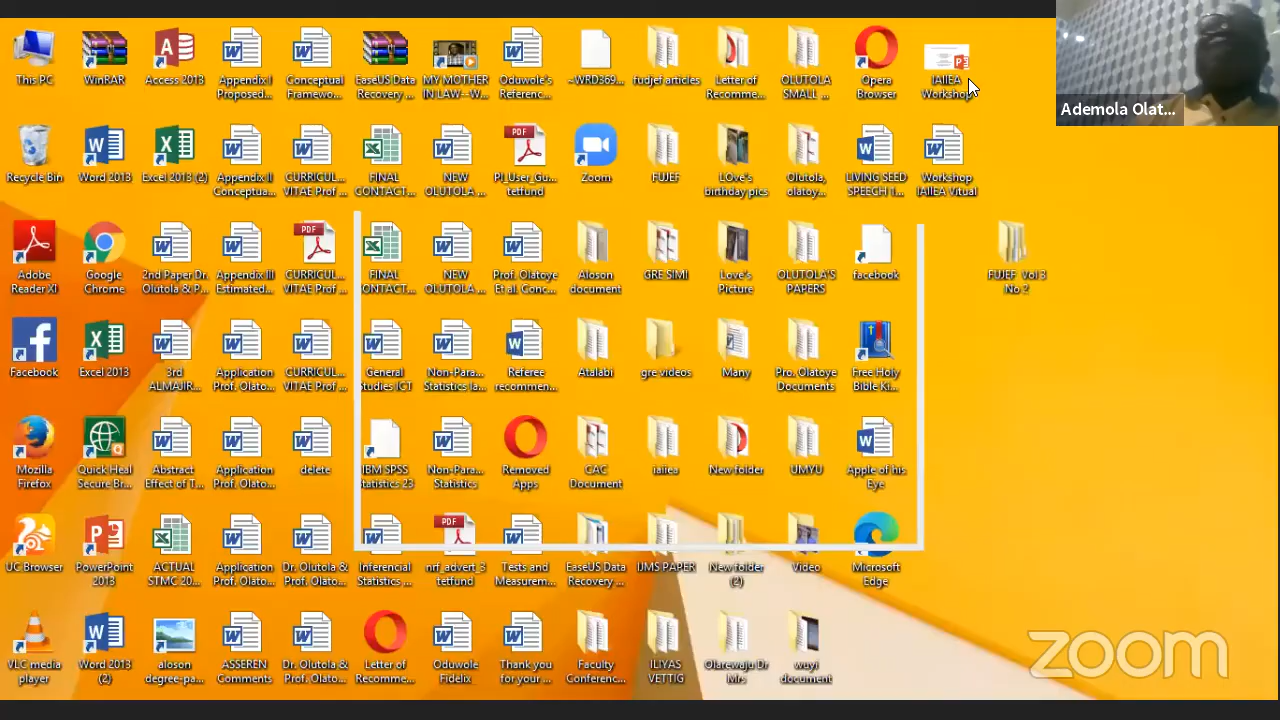 This PC
WinRAR
Access 2013
Appendix I
Proposed...
Conceptual
Framewo...
EaseUS Data
Recovery ...
MY MOTHER
IN LAW--W...
Oduwole's
Referenc...
~WRD369...
fugjef articles
Letter of
Recomme...
OLUTOLA
SMALL ...
Opera
Browser
IAIIEA
Workshop
Ademola Olat...
Recycle Bin
Word 2013
Excel 2013 (2)
Appendix II
Conceptua...
CURRICUL...
VITAE Prof ...
FINAL
CONTACT...
NEW
OLUTOLA ...
PDF
PI_User_Gu...
tetfund
Zoom
FUJEF
LOve's
birthday pics
Olutola,
olatoy...
LIVING SEED
SPEECH I...
Workshop
IAIIEA Vitual
Adobe
Reader XI
Google
Chrome
2nd Paper Dr.
Olutola & P...
Appendix III
Estimated...
PDF
CURRICUL...
VITAE Prof ...
FINAL
CONTACT...
NEW
OLUTOLA ...
Prof. Olatoye
Et al. Conc...
Aloson
document
GRE SIMI
Love's
Picture
OLUTOLA'S
PAPERS
facebook
FUJEF Vol 3
No 2
Facebook
Excel 2013
3rd
ALMAJIR...
Application
Prof. Olato...
CURRICUL...
VITAE Prof ...
General
Studies ICT
Non-Para...
Statistics la...
Referee
recommen...
Atalabi
gre videos
Many
Pro. Olatoye
Documents
Free Holy
Bible Ki...
Mozilla
Firefox
Quick Heal
Secure Br...
Abstract
Effect of T...
Application
Prof. Olato...
delete
IBM SPSS
Statistics 23
Non-Para...
Statistics
Removed
Apps
CAC
Document
iaiiea
New folder
UMYU
Apple of his
Eye
UC Browser
PowerPoint
2013
ACTUAL
STMC 20...
Application
Prof. Olato...
Dr. Olutola &
Prof. Olato...
Inferencial
Statistics ...
PDF
nrf_advert_3
tetfund
Tests and
Measurem...
EaseUS Data
Recovery ...
IJMS PAPER
New folder
(2)
Video
Microsoft
Edge
VLC media
player
Word 2013
(2)
aloson
degree-pa...
ASSEREN
Comments
Dr. Olutola &
Prof. Olato...
Letter of
Recomme...
Oduwole
Fidelix
Thank you
for your ...
Faculty
Conferenc...
ILIYAS
VETTIG
Olarewaju Dr
Mrs
wuyi
document
zoom